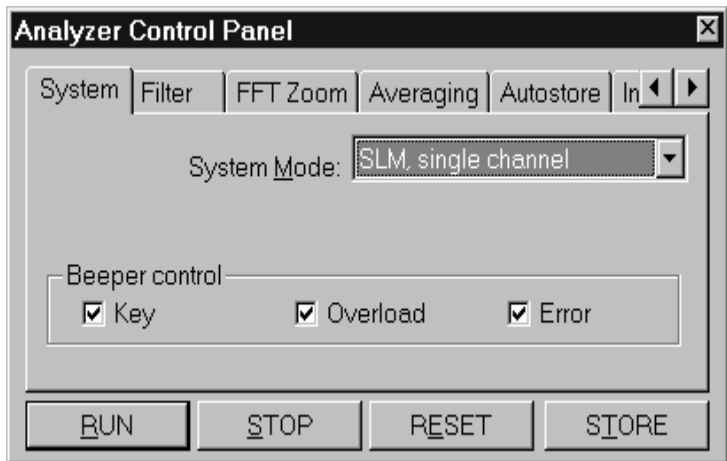 Analyzer Control Panel
System Filter FFT Zoom Averaging Autostore In
System Mode: SLM, single channel
Beeper control
Key Overload Error
RUN STOP RESET STORE